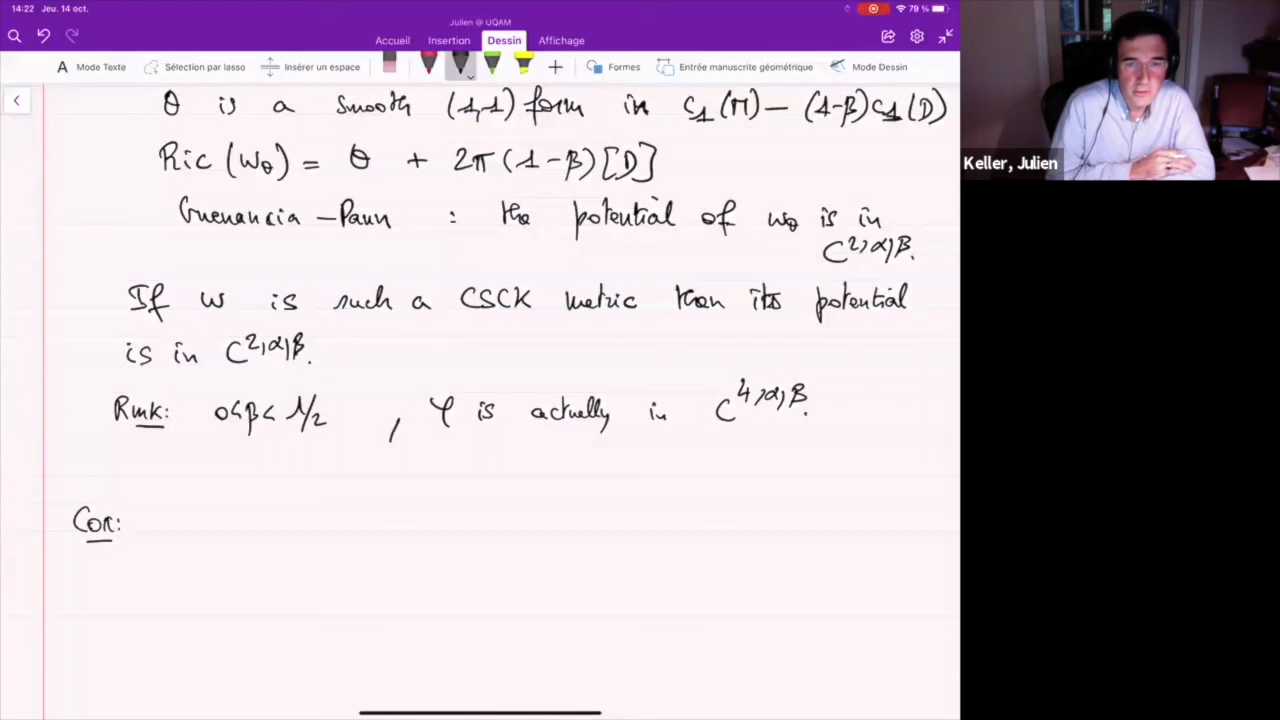 14:22 Jeu. 14 oct.
79 %
Julien @ UQAM
Accueil Insertion Dessin Affichage
A Mode Texte Sélection par lasso Insérer un espace Formes Entrée manuscrite géométrique Mode Dessin
θ is a smooth (1,1) form in c₁(M) − (1-β)c₁(D)
Ric (ωθ) = θ + 2π(1-β)[D]
Guenancia - Paun : the potential of ωθ is in
C^{2,α,β}.
If ω is such a CSCK metric then its potential
is in C^{2,α,β}.
Rmk: 0<β<1/2 , φ is actually in C^{4,α,β}.
Cor:
Keller, Julien